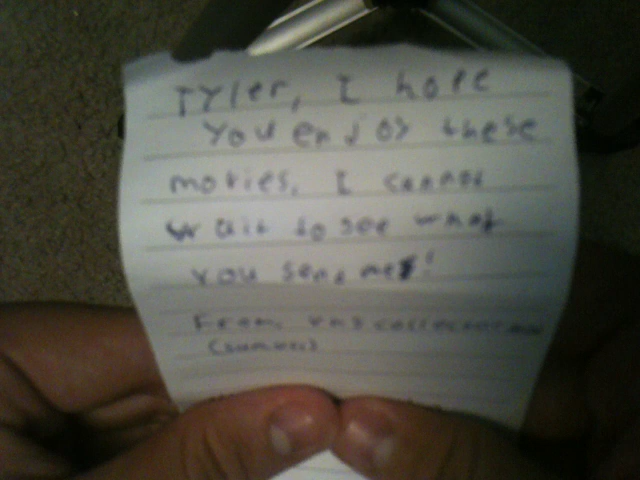 Tyler, I hope
you enjoy these
movies, I cannot
wait to see what
you send me!
From,